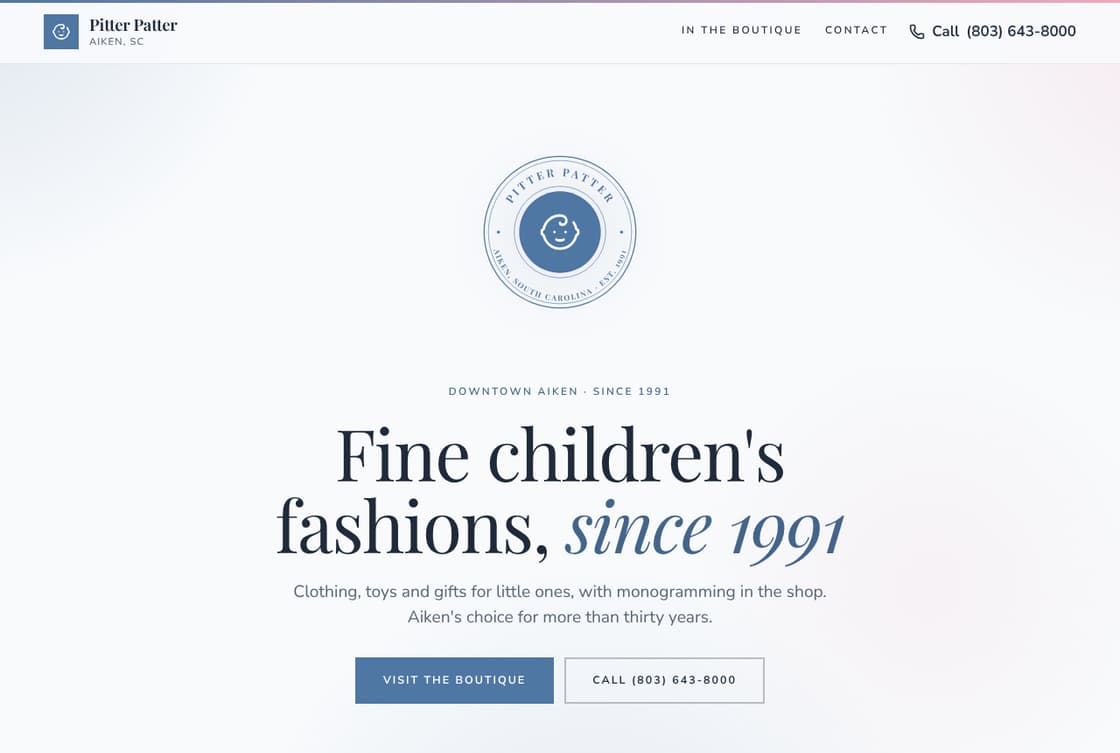 Pitter Patter
AIKEN, SC
IN THE BOUTIQUE
CONTACT
Call (803) 643-8000
PITTER PATTER
AIKEN, SOUTH CAROLINA · EST. 1991
DOWNTOWN AIKEN · SINCE 1991
Fine children's
fashions, since 1991
Clothing, toys and gifts for little ones, with monogramming in the shop.
Aiken's choice for more than thirty years.
VISIT THE BOUTIQUE
CALL (803) 643-8000